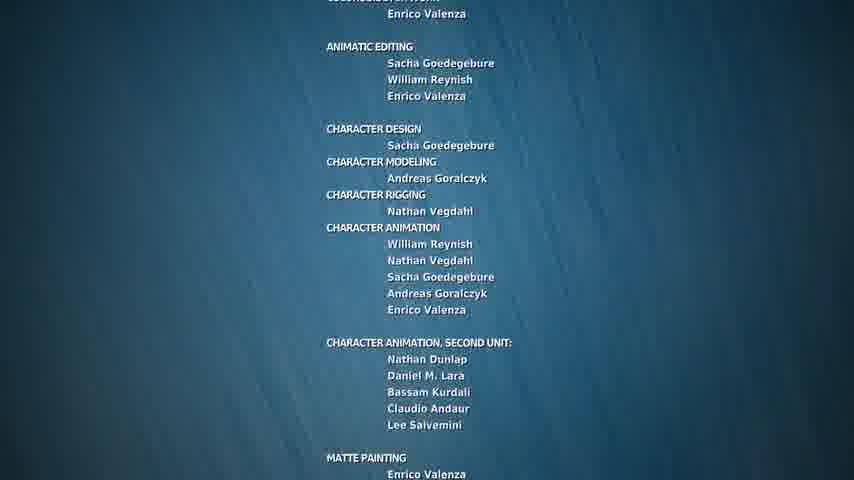 Enrico Valenza
ANIMATIC EDITING
Sacha Goedegebure
William Reynish
Enrico Valenza
CHARACTER DESIGN
Sacha Goedegebure
CHARACTER MODELING
Andreas Goralczyk
CHARACTER RIGGING
Nathan Vegdahl
CHARACTER ANIMATION
William Reynish
Nathan Vegdahl
Sacha Goedegebure
Andreas Goralczyk
Enrico Valenza
CHARACTER ANIMATION, SECOND UNIT:
Nathan Dunlap
Daniel M. Lara
Bassam Kurdali
Claudio Andaur
Lee Salvemini
MATTE PAINTING
Enrico Valenza